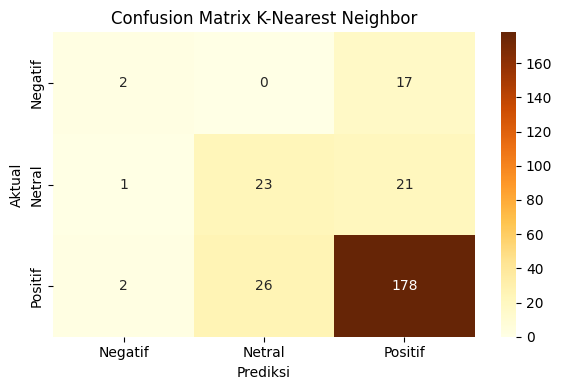 Confusion Matrix K-Nearest Neighbor
Aktual
Negatif
2
0
17
Netral
1
23
21
Positif
2
26
178
Negatif
Netral
Positif
Prediksi
160
140
120
100
80
60
40
20
0